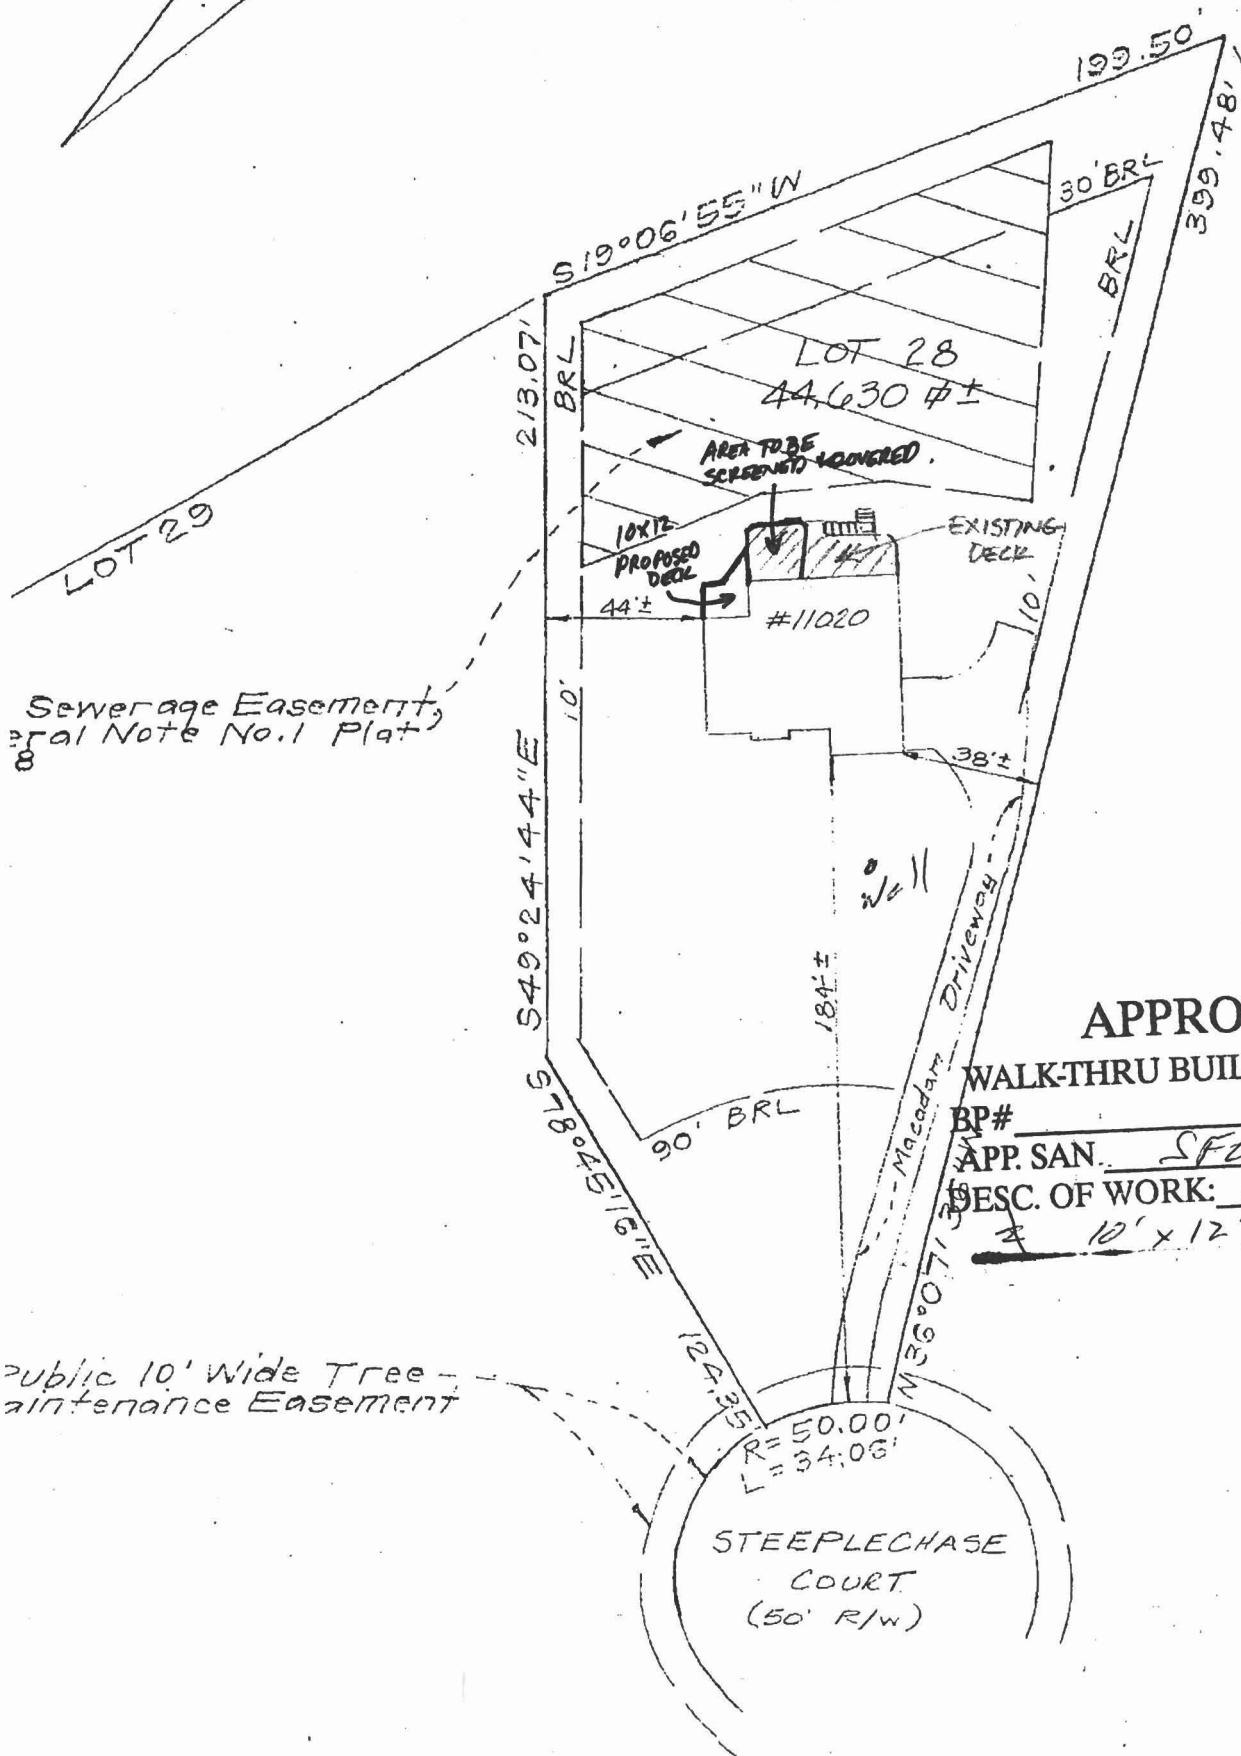 199.50'
399.48'
S19°06'55"W
30' BRL
BRL
213.07'
BRL
LOT 28
44,630 ⌀ ±
AREA TO BE
SCREENED & COVERED.
LOT 29
10X12
PROPOSED
DECK
EXISTING
DECK
44'±
#11020
10'
10'
Sewerage Easement,
eral Note No.1 Plat
8
38'±
S49°24'44"E
Well
184'±
Macadam Driveway
APPRO
WALK-THRU BUIL
BP#
APP. SAN.
DESC. OF WORK:
10' x 12'
90' BRL
S78°45'16"E
N36°07'
124.35'
Public 10' Wide Tree
aintenance Easement
R=50.00'
L=34.06'
STEEPLECHASE
COURT
(50' R/W)